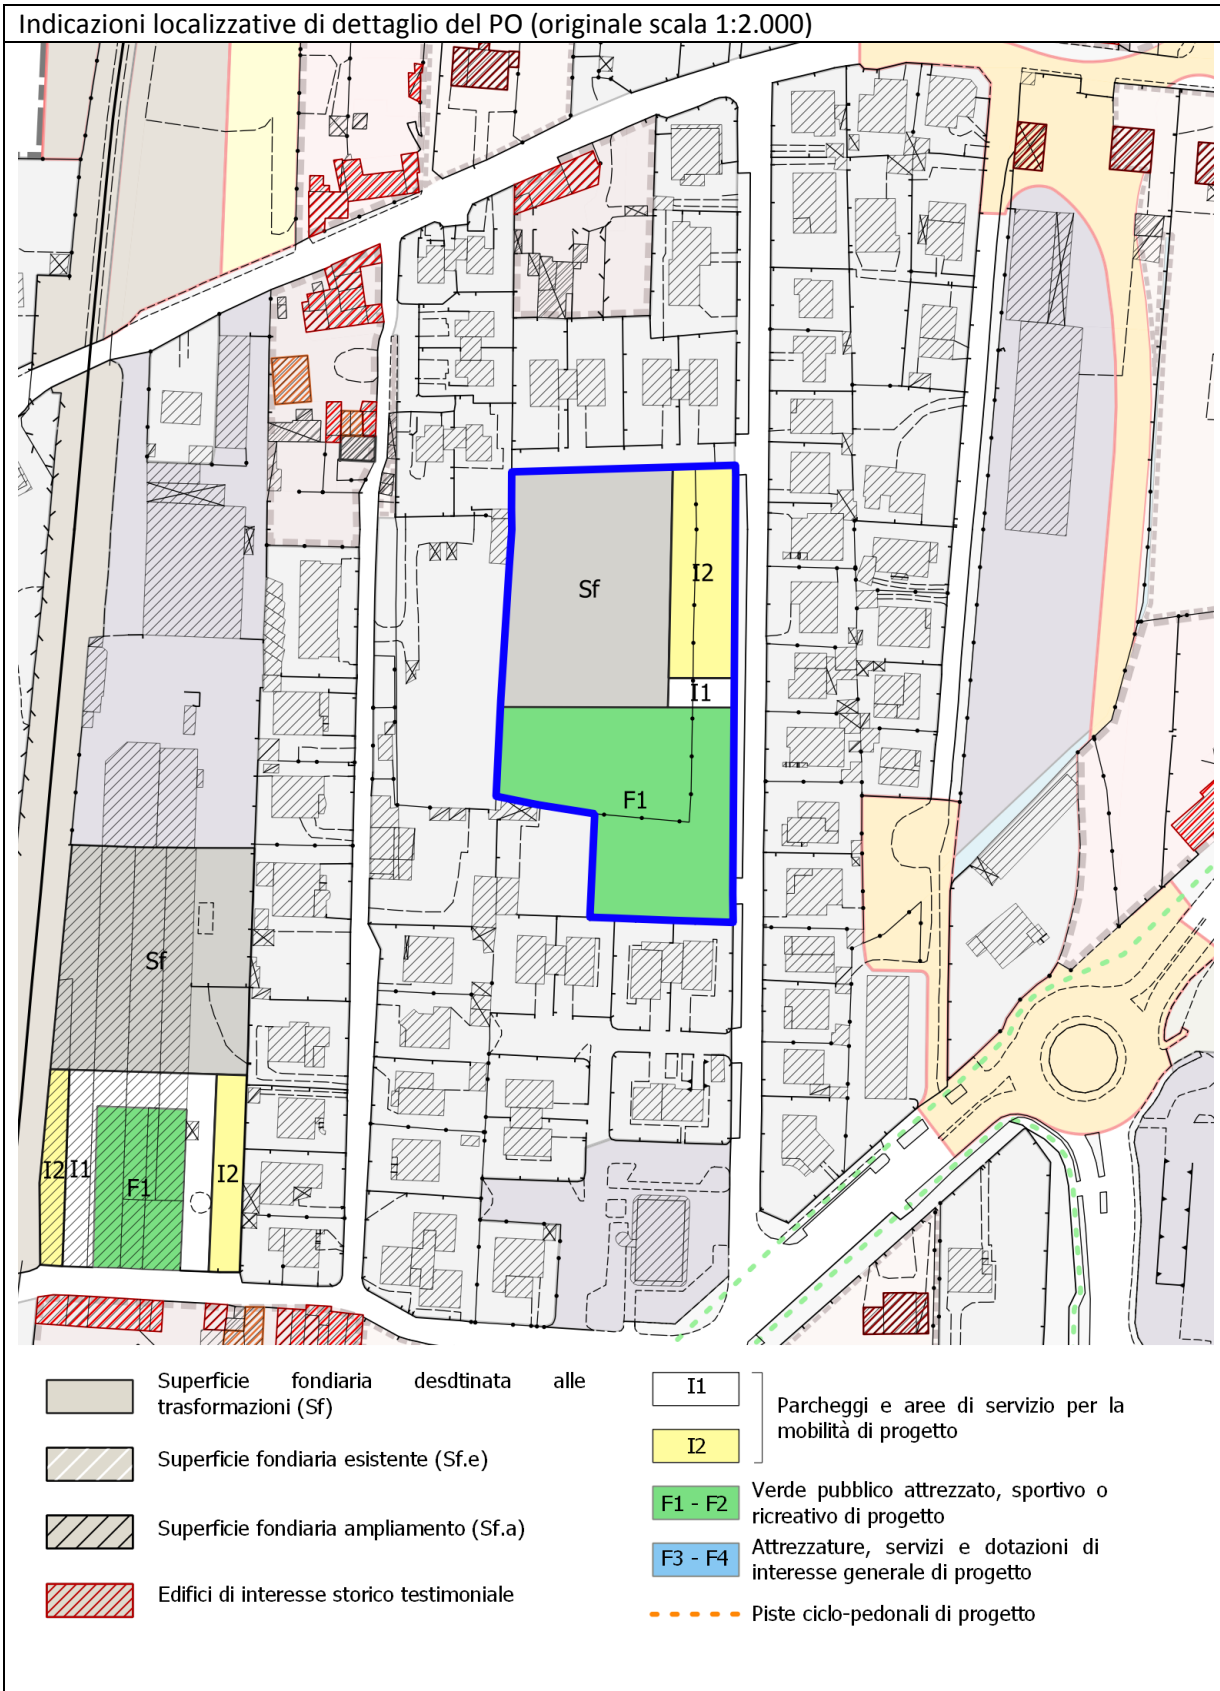 Indicazioni localizzative di dettaglio del PO (originale scala 1:2.000)
Sf
I2
I1
F1
Sf
I2
I1
F1
I2
Superficie fondiaria desdtinata alle
trasformazioni (Sf)
Superficie fondiaria esistente (Sf.e)
Superficie fondiaria ampliamento (Sf.a)
Edifici di interesse storico testimoniale
I1
I2
Parcheggi e aree di servizio per la
mobilità di progetto
F1 - F2
Verde pubblico attrezzato, sportivo o
ricreativo di progetto
F3 - F4
Attrezzature, servizi e dotazioni di
interesse generale di progetto
Piste ciclo-pedonali di progetto